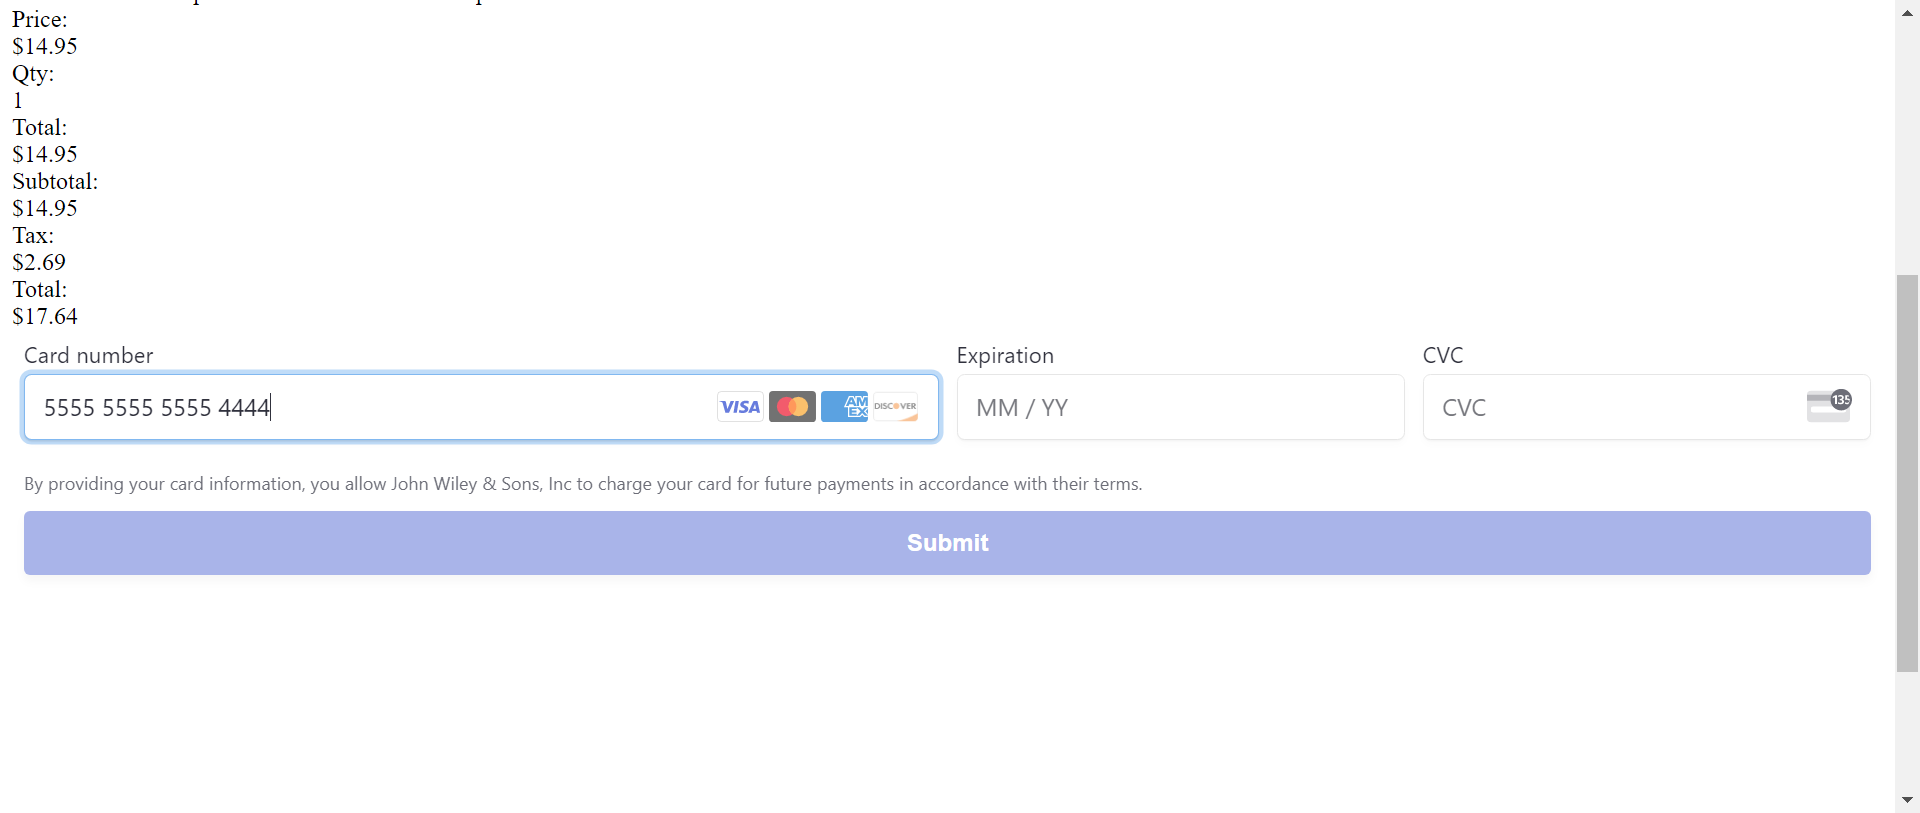 Price:
$14.95
Qty:
1
Total:
$14.95
Subtotal:
$14.95
Tax:
$2.69
Total:
$17.64
Card number
Expiration
CVC
5555 5555 5555 4444
VISA
AM EX
DISCOVER
MM / YY
CVC
135
By providing your card information, you allow John Wiley & Sons, Inc to charge your card for future payments in accordance with their terms.
Submit